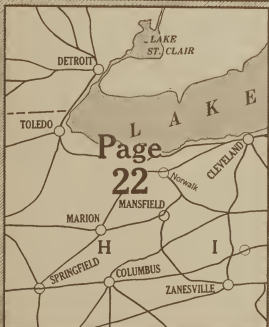 LAKE
ST. CLAIR
DETROIT
L A K E
TOLEDO
Page
22
CLEVELAND
Norwalk
MANSFIELD
MARION
H I
SPRINGFIELD
COLUMBUS
ZANESVILLE